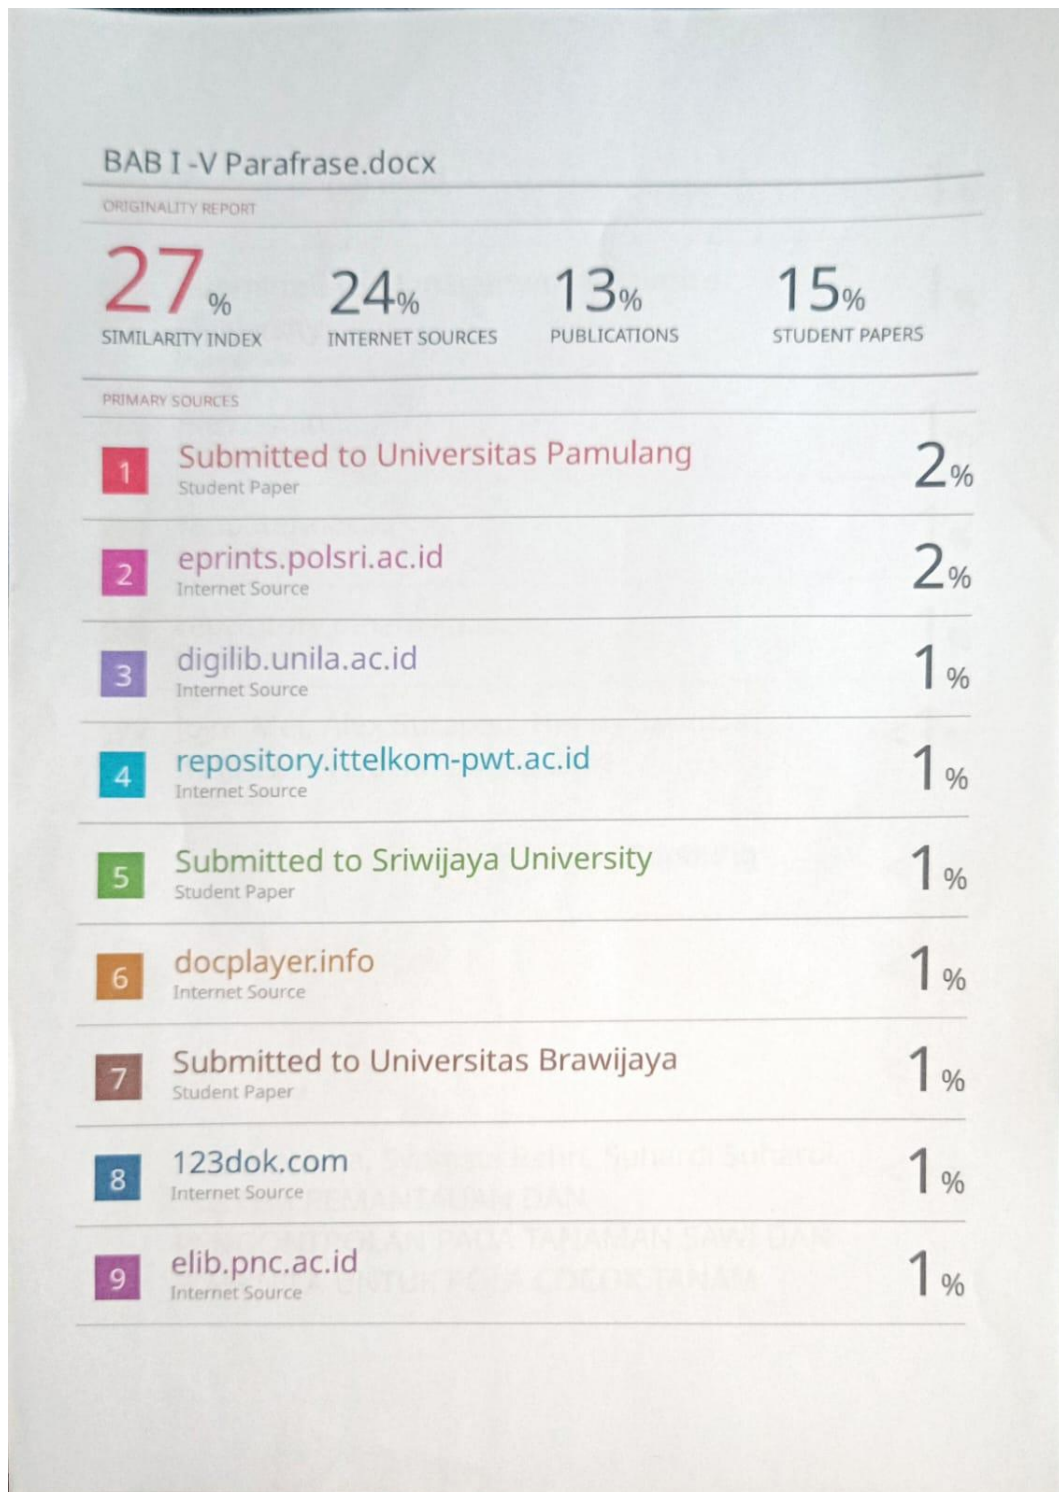 BAB I -V Parafrase.docx
ORIGINALITY REPORT
27%
24%
13%
15%
SIMILARITY INDEX
INTERNET SOURCES
PUBLICATIONS
STUDENT PAPERS
PRIMARY SOURCES
1
Submitted to Universitas Pamulang
Student Paper
2%
2
eprints.polsri.ac.id
Internet Source
2%
3
digilib.unila.ac.id
Internet Source
1%
4
repository.ittelkom-pwt.ac.id
Internet Source
1%
5
Submitted to Sriwijaya University
Student Paper
1%
6
docplayer.info
Internet Source
1%
7
Submitted to Universitas Brawijaya
Student Paper
1%
8
123dok.com
Internet Source
1%
9
elib.pnc.ac.id
Internet Source
1%